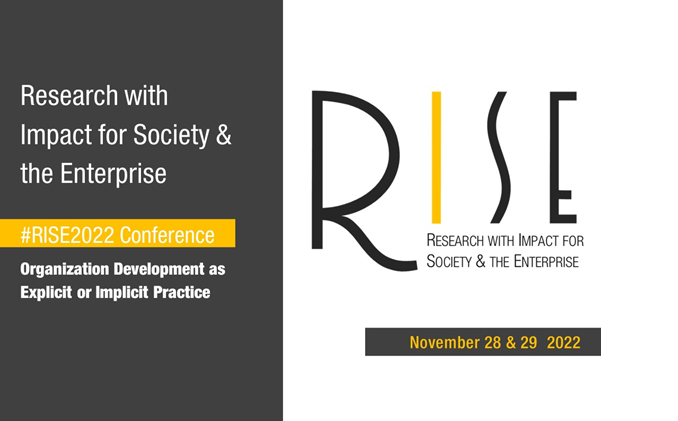 Research with
Impact for Society &
the Enterprise
#RISE2022 Conference
Organization Development as
Explicit or Implicit Practice
RISE
Research with Impact for
Society & the Enterprise
November 28 & 29 2022